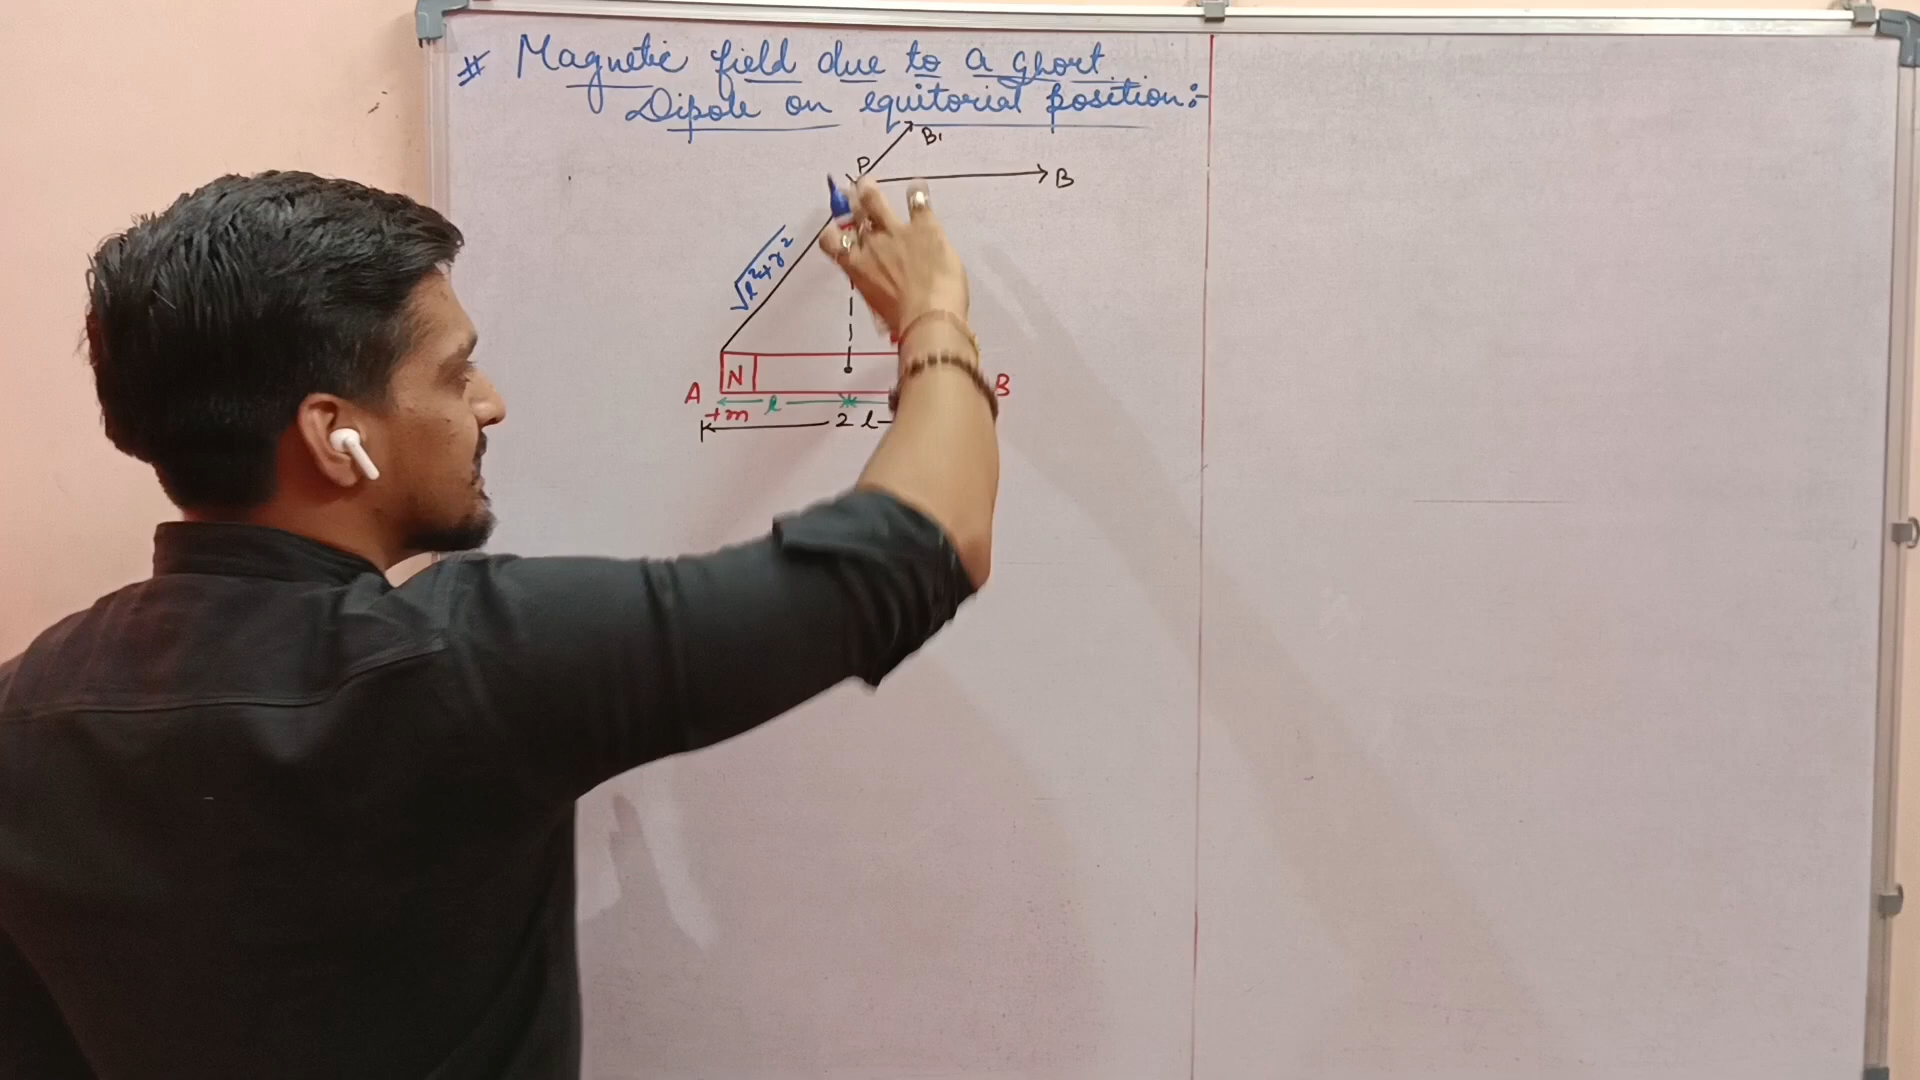 # Magnetic field due to a short
Dipole on equitorial position:-
B₁
P
B
√l²+r²
N
A
B
+m
l
2l